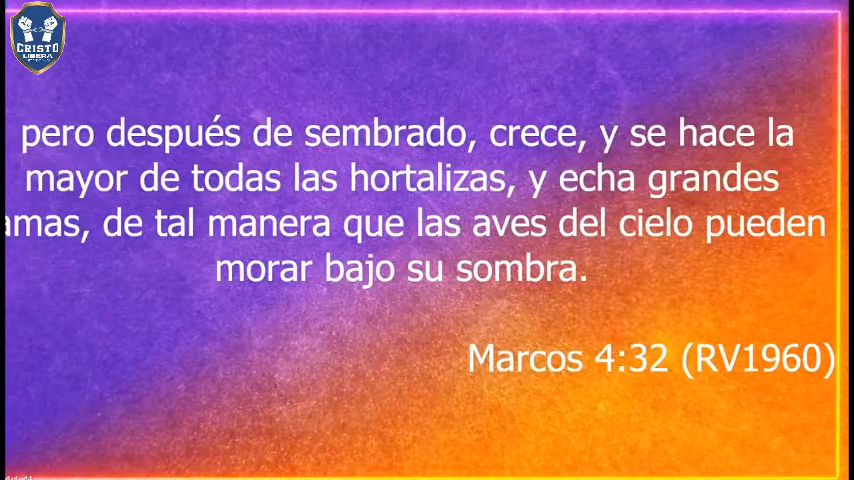 CRISTO
LIBERA
pero después de sembrado, crece, y se hace la
mayor de todas las hortalizas, y echa grandes
amas, de tal manera que las aves del cielo pueden
morar bajo su sombra.
Marcos 4:32 (RV1960)